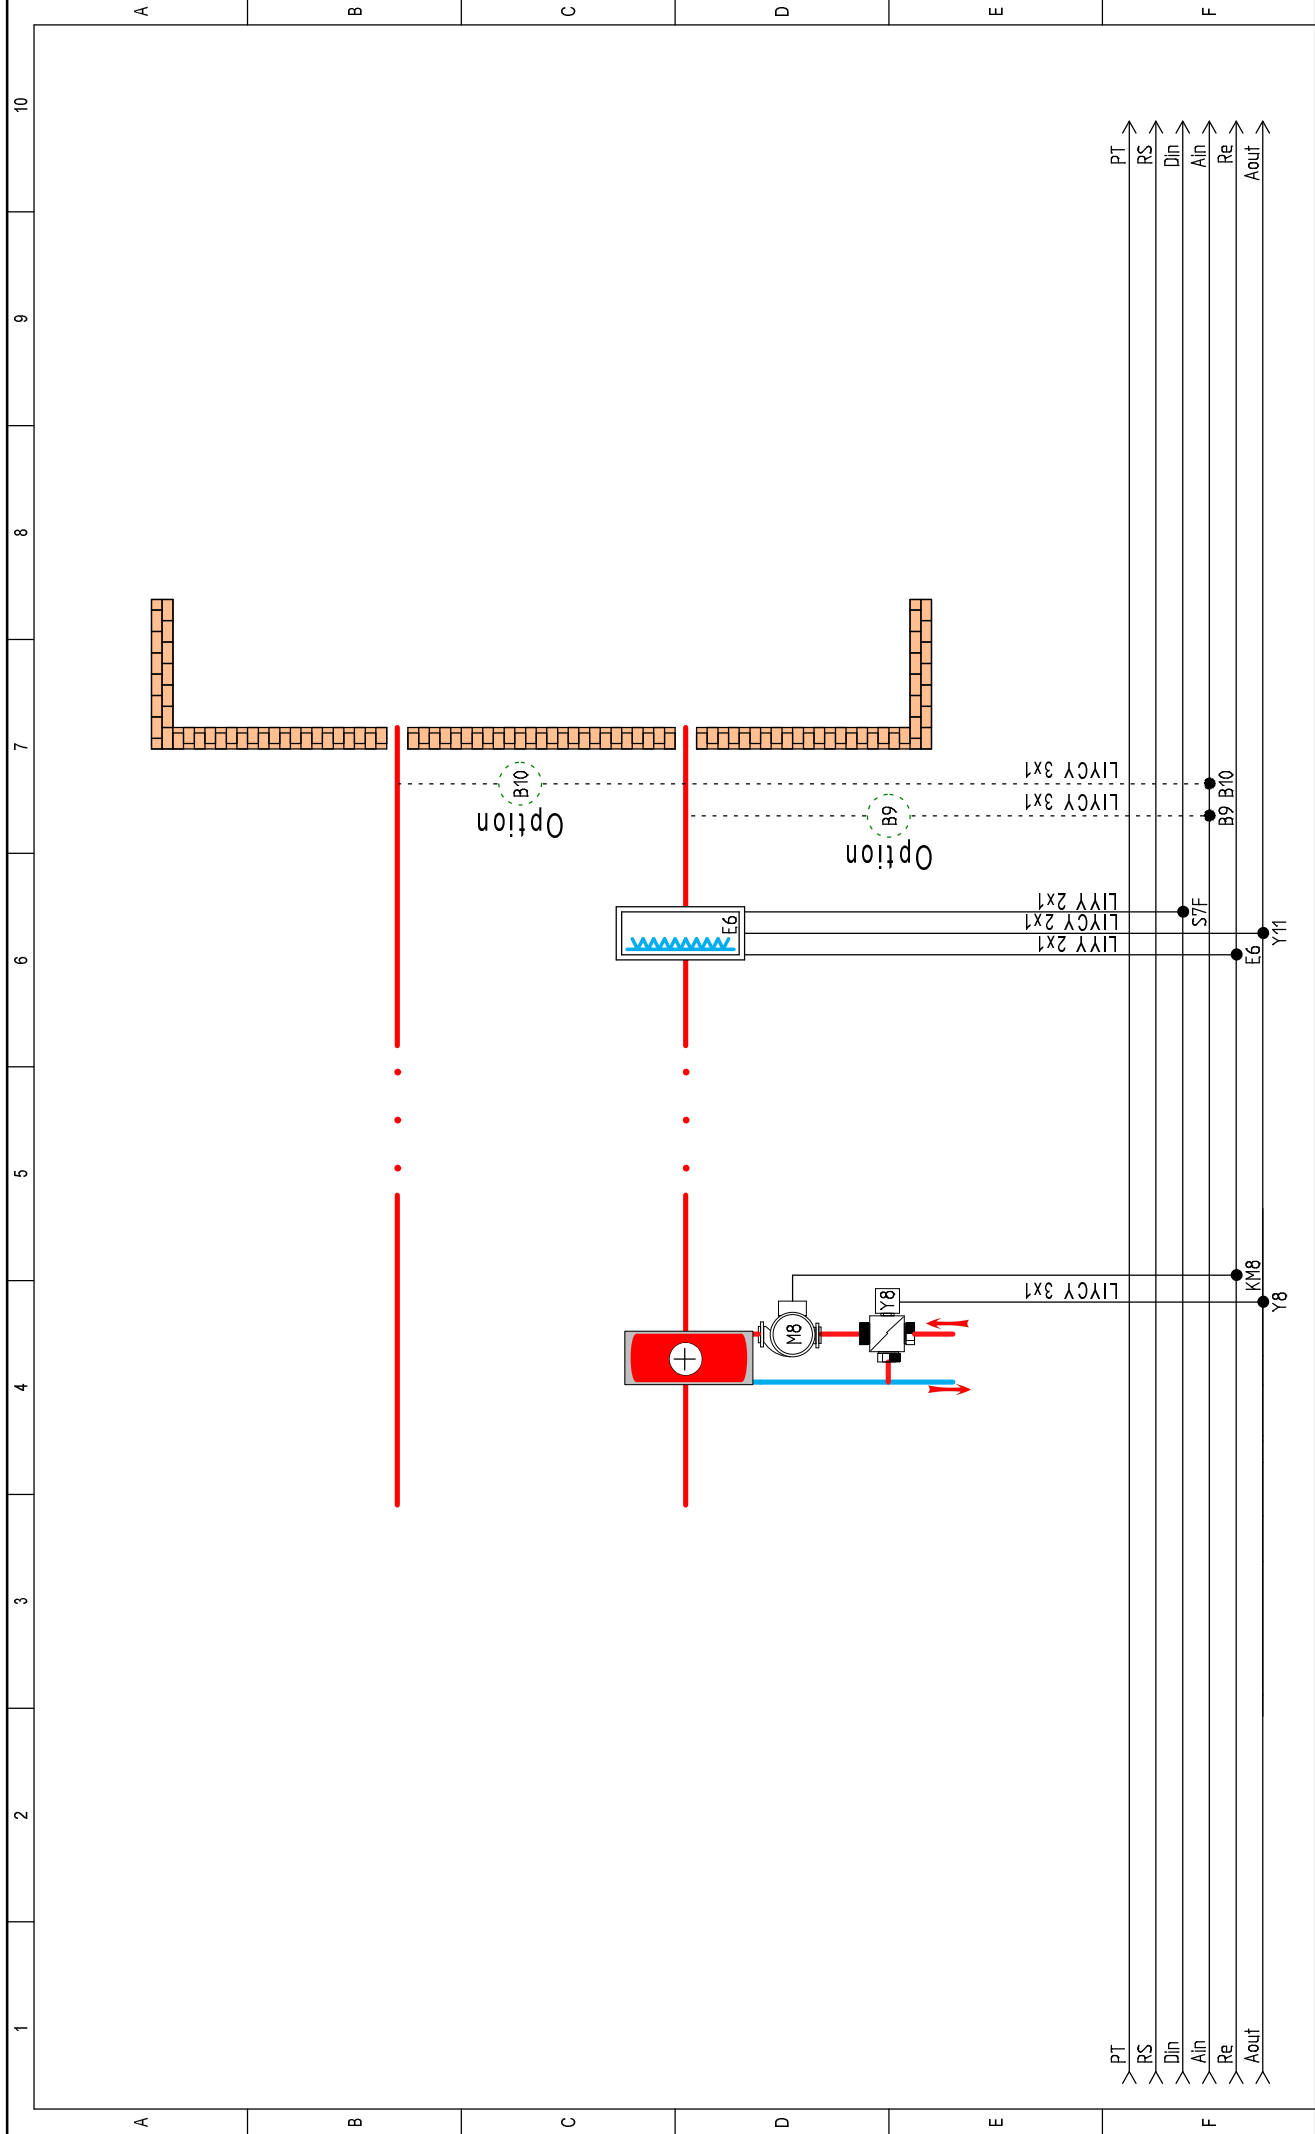 A
B
C
D
E
F
10
9
8
7
6
5
4
3
2
1
PT
RS
Din
Ain
Re
Aout
B10
Option
LIYCY 3x1
B10
B9
Option
LIYCY 3x1
B9
E6
LIYY 2x1
S7F
LIYCY 2x1
Y11
LIYY 2x1
E6
M8
KM8
Y8
LIYCY 3x1
Y8
PT
RS
Din
Ain
Re
Aout
A
B
C
D
E
F